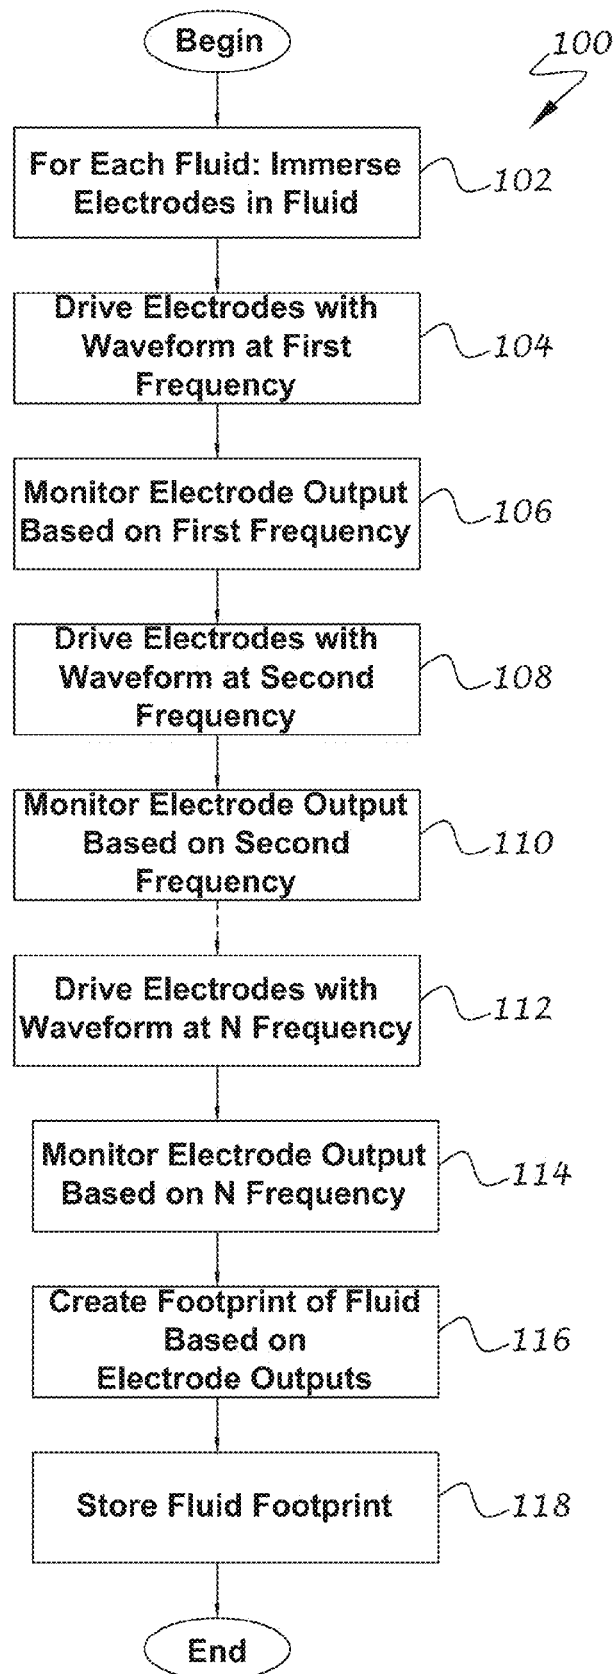 Begin
100
For Each Fluid: Immerse
Electrodes in Fluid
102
Drive Electrodes with
Waveform at First
Frequency
104
Monitor Electrode Output
Based on First Frequency
106
Drive Electrodes with
Waveform at Second
Frequency
108
Monitor Electrode Output
Based on Second
Frequency
110
Drive Electrodes with
Waveform at N Frequency
112
Monitor Electrode Output
Based on N Frequency
114
Create Footprint of Fluid
Based on
Electrode Outputs
116
Store Fluid Footprint
118
End